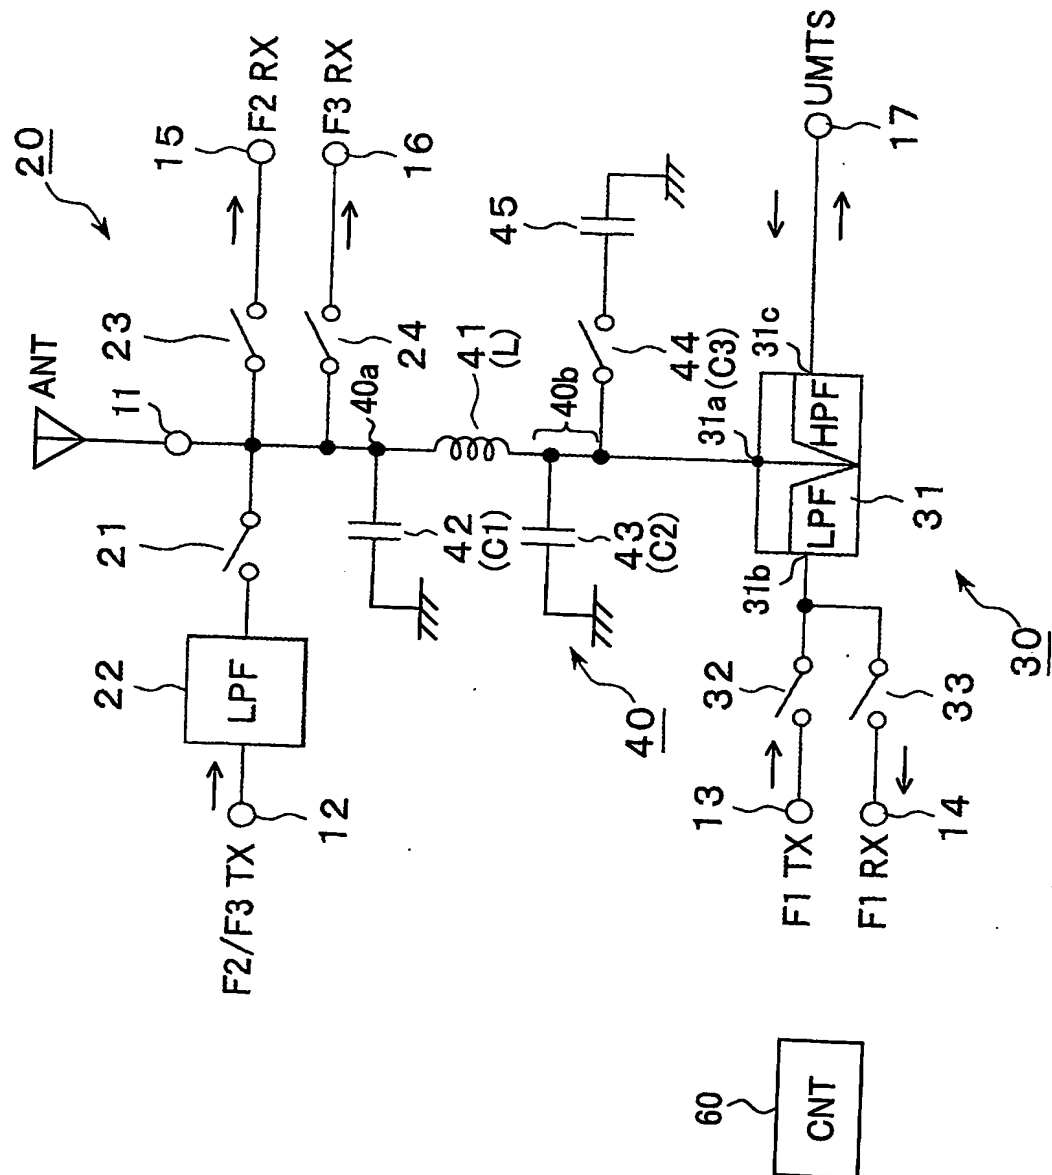 20
ANT
11
15
F2 RX
23
F3 RX
16
24
21
22
LPF
12
F2/F3 TX
40a
41
(L)
42
(C1)
40b
43
(C2)
40
45
44
(C3)
31a
31c
UMTS
17
LPF
HPF
31
31b
30
32
33
13
F1 TX
14
F1 RX
60
CNT